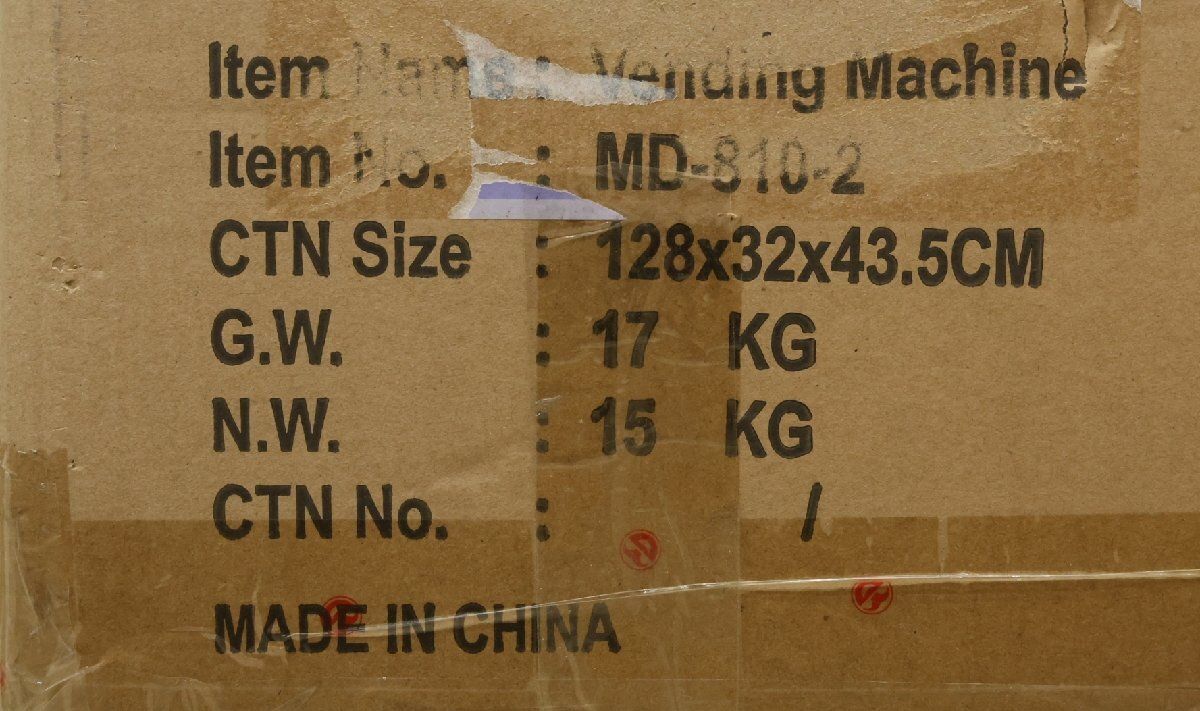 Item Name : Vending Machine
Item No. : MD-810-2
CTN Size : 128x32x43.5CM
G.W. : 17 KG
N.W. : 15 KG
CTN No. : /
MADE IN CHINA